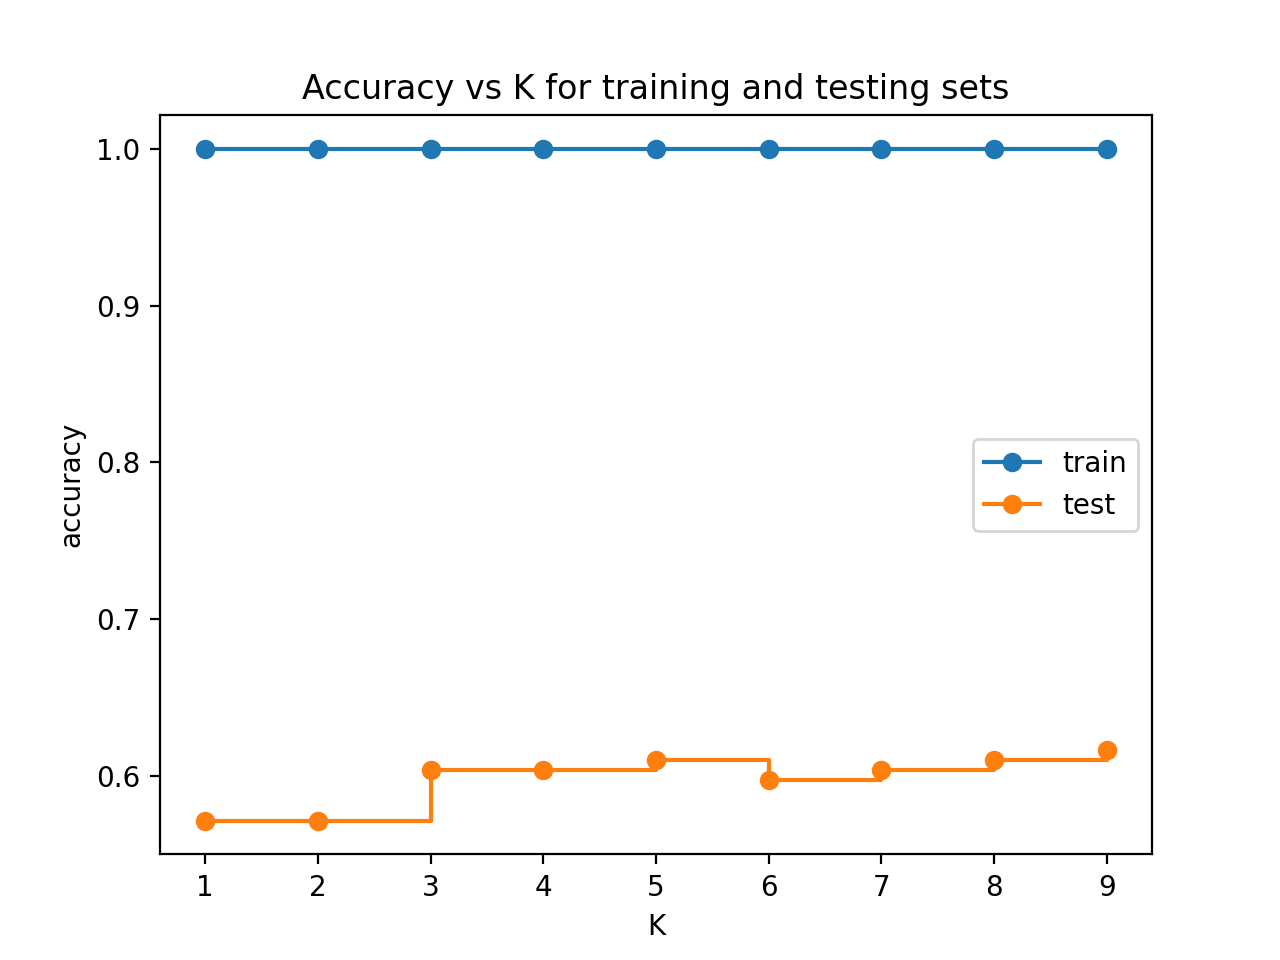 Accuracy vs K for training and testing sets
1.0
0.9
0.8
0.7
0.6
accuracy
train
test
1 2 3 4 5 6 7 8 9
K